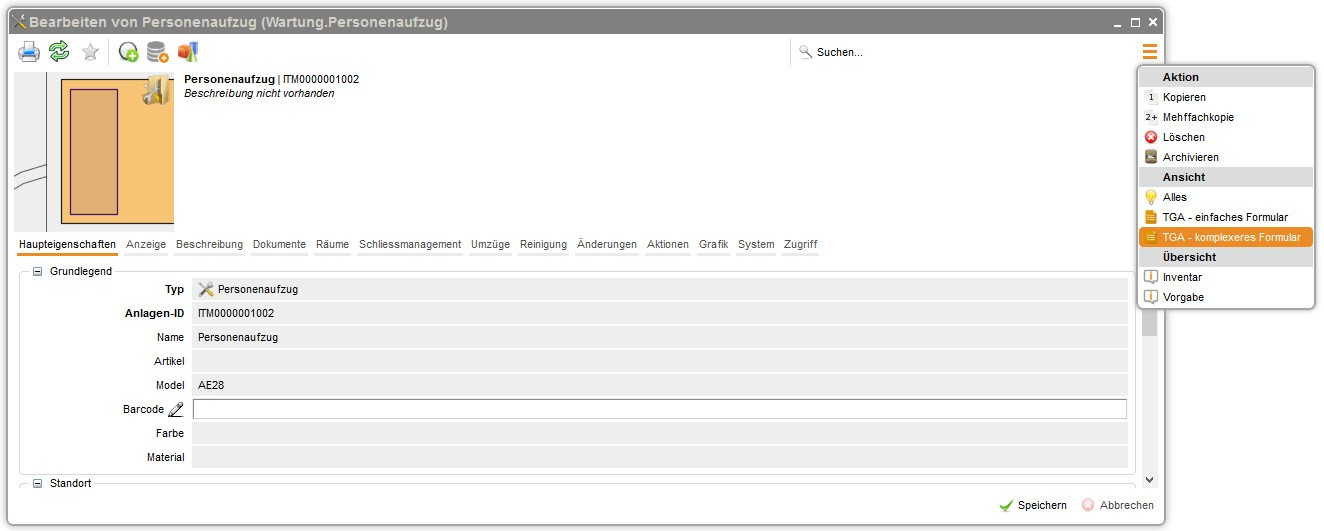 Bearbeiten von Personenaufzug (Wartung.Personenaufzug)
Suchen...
Personenaufzug | ITM0000001002
Beschreibung nicht vorhanden
Aktion
1 Kopieren
2+ Mehffachkopie
Löschen
Archivieren
Ansicht
Alles
TGA - einfaches Formular
TGA - komplexeres Formular
Übersicht
Inventar
Vorgabe
Haupteigenschaften Anzeige Beschreibung Dokumente Räume Schliessmanagement Umzüge Reinigung Änderungen Aktionen Grafik System Zugriff
Grundlegend
Typ Personenaufzug
Anlagen-ID ITM0000001002
Name Personenaufzug
Artikel
Model AE28
Barcode
Farbe
Material
Standort
Speichern Abbrechen